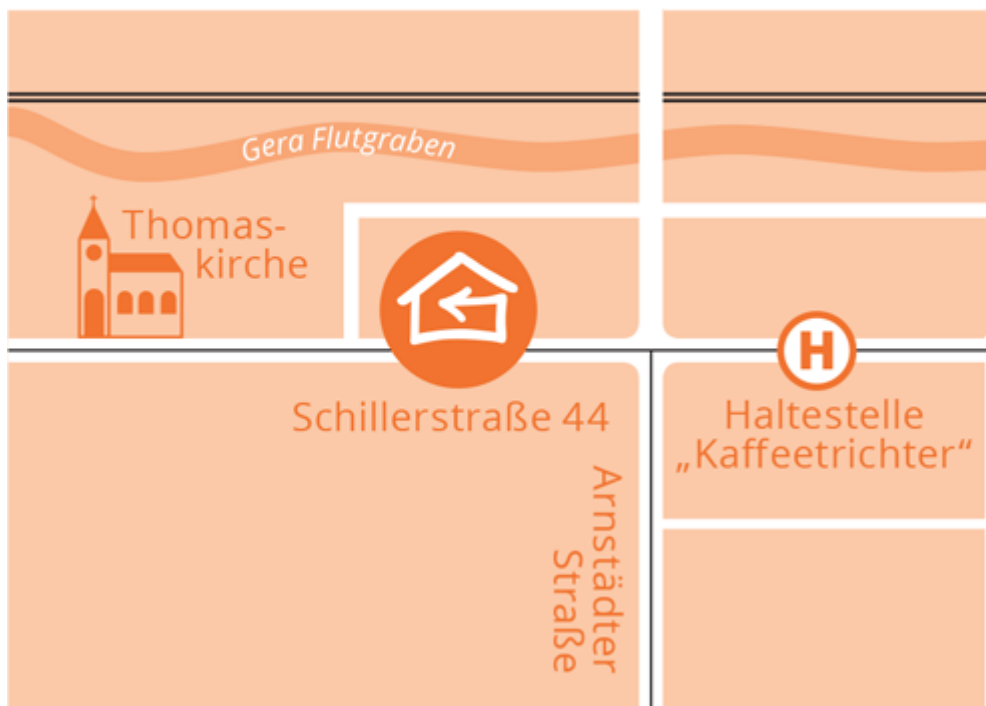 Gera Flutgraben
Thomas-
kirche
H
Schillerstraße 44
Haltestelle
„Kaffeetrichter“
Arnstädter
Straße